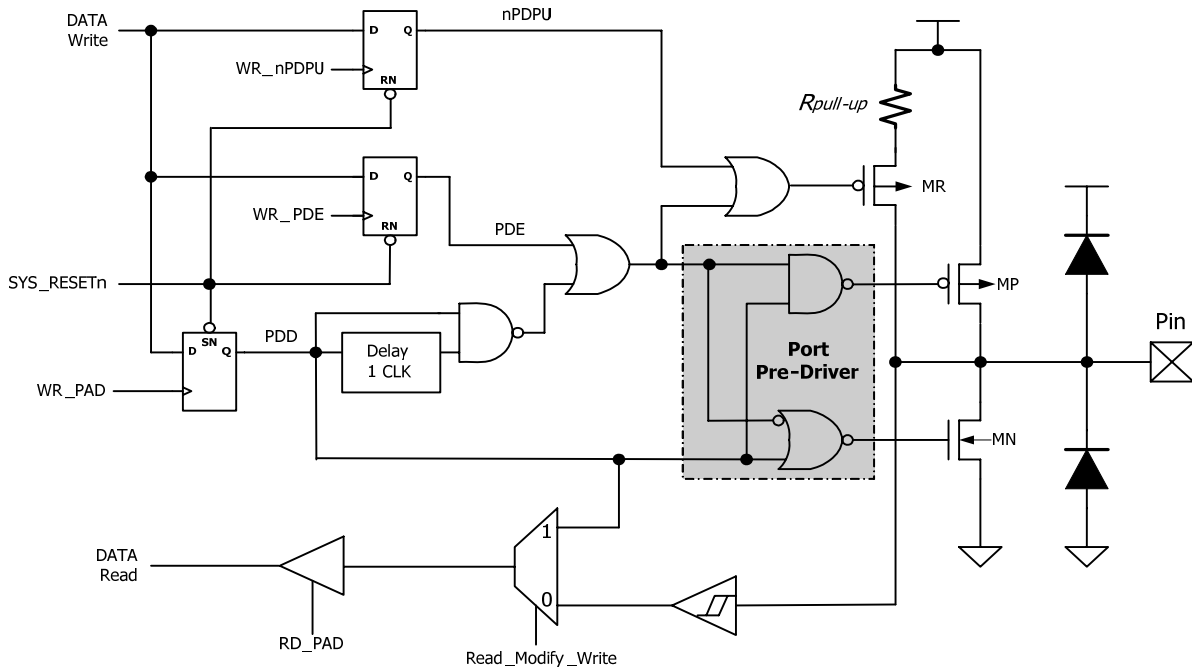 DATA
Write
D
Q
nPDPU
WR_nPDPU
RN
Rpull-up
D
Q
MR
WR_PDE
RN
PDE
SYS_RESETn
MP
SN
D
Q
PDD
Delay
1 CLK
Port
Pre-Driver
Pin
WR_PAD
MN
1
DATA
Read
0
RD_PAD
Read_Modify_Write